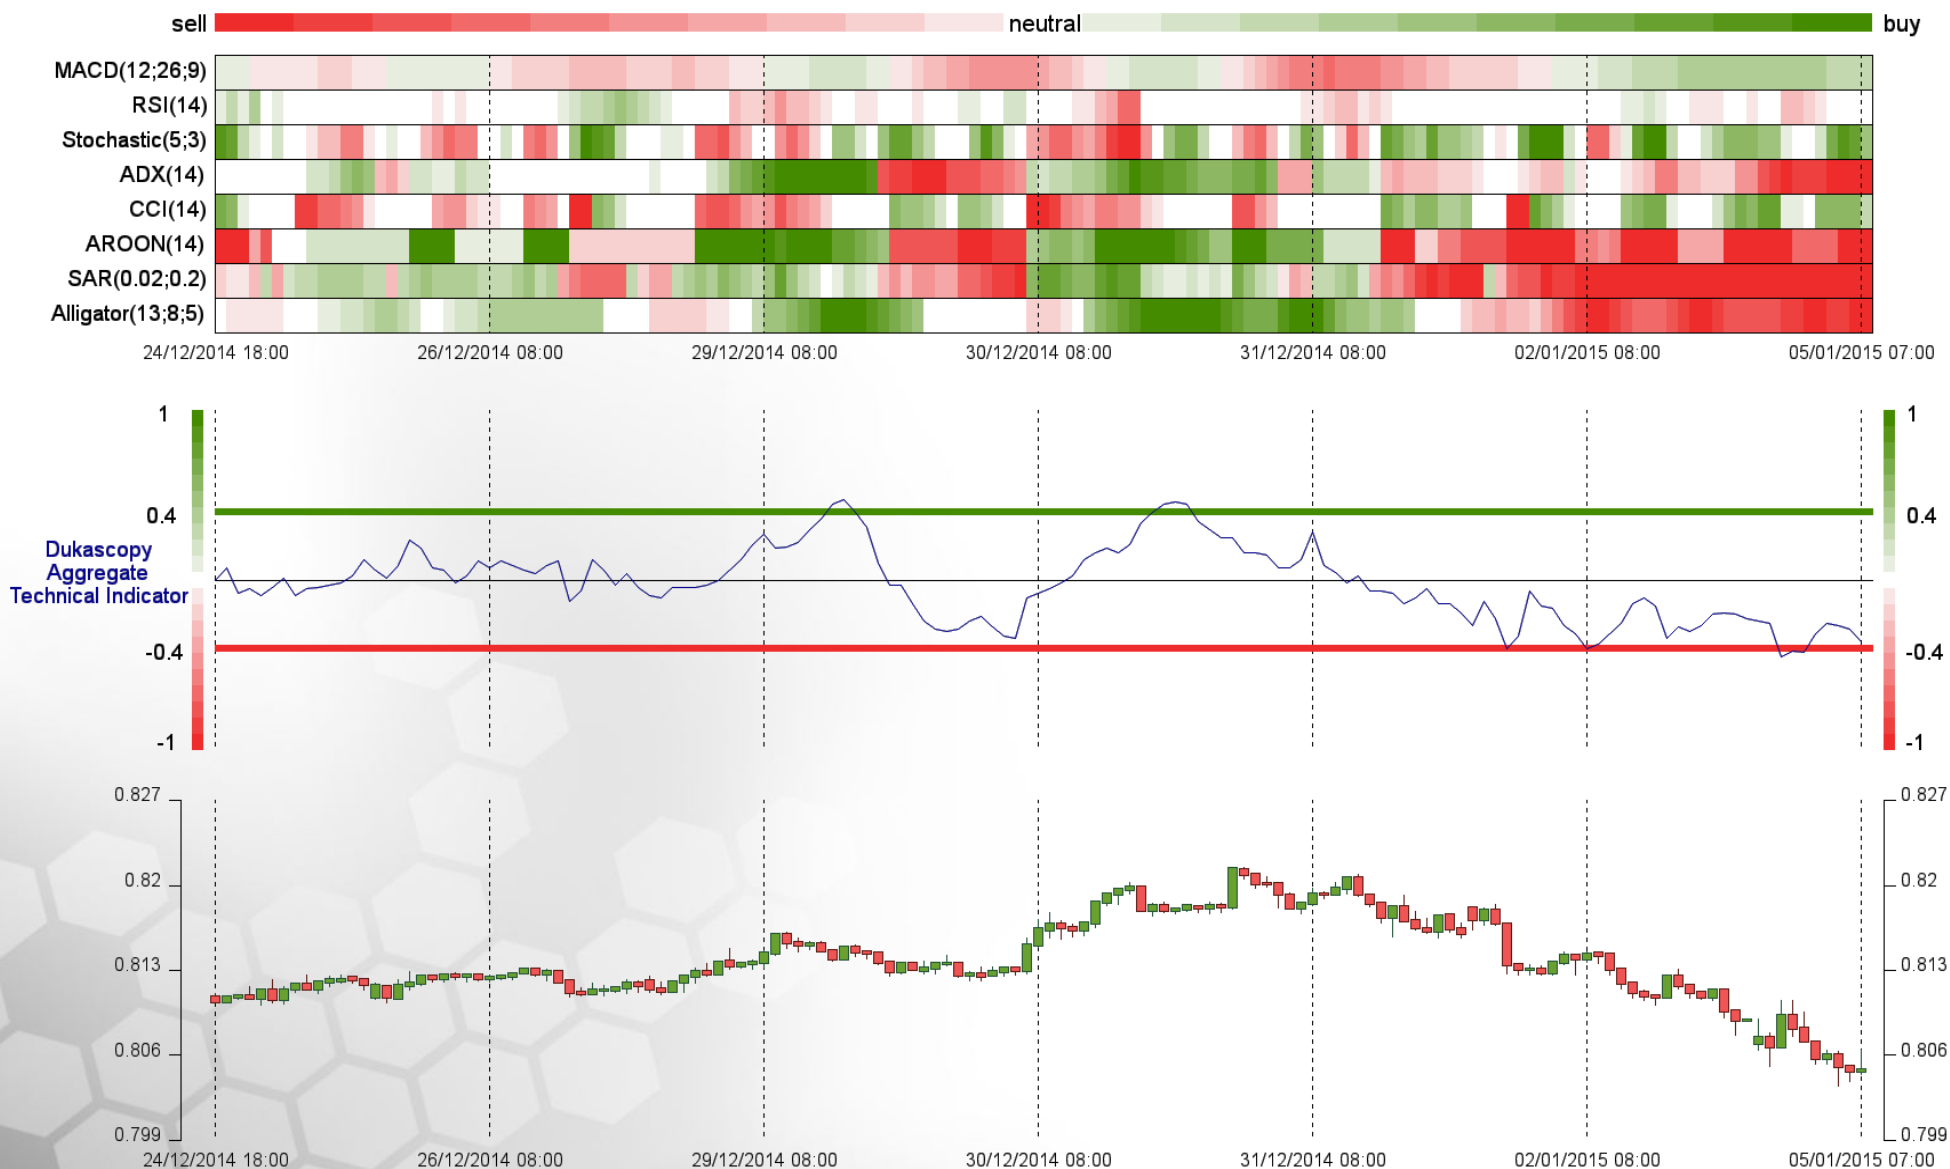 sell neutral buy
MACD(12;26;9)
RSI(14)
Stochastic(5;3)
ADX(14)
CCI(14)
AROON(14)
SAR(0.02;0.2)
Alligator(13;8;5)
24/12/2014 18:00 26/12/2014 08:00 29/12/2014 08:00 30/12/2014 08:00 31/12/2014 08:00 02/01/2015 08:00 05/01/2015 07:00
1 1
0.4 0.4
Dukascopy
Aggregate
Technical Indicator
-0.4 -0.4
-1 -1
0.827 0.827
0.82 0.82
0.813 0.813
0.806 0.806
0.799 0.799
24/12/2014 18:00 26/12/2014 08:00 29/12/2014 08:00 30/12/2014 08:00 31/12/2014 08:00 02/01/2015 08:00 05/01/2015 07:00